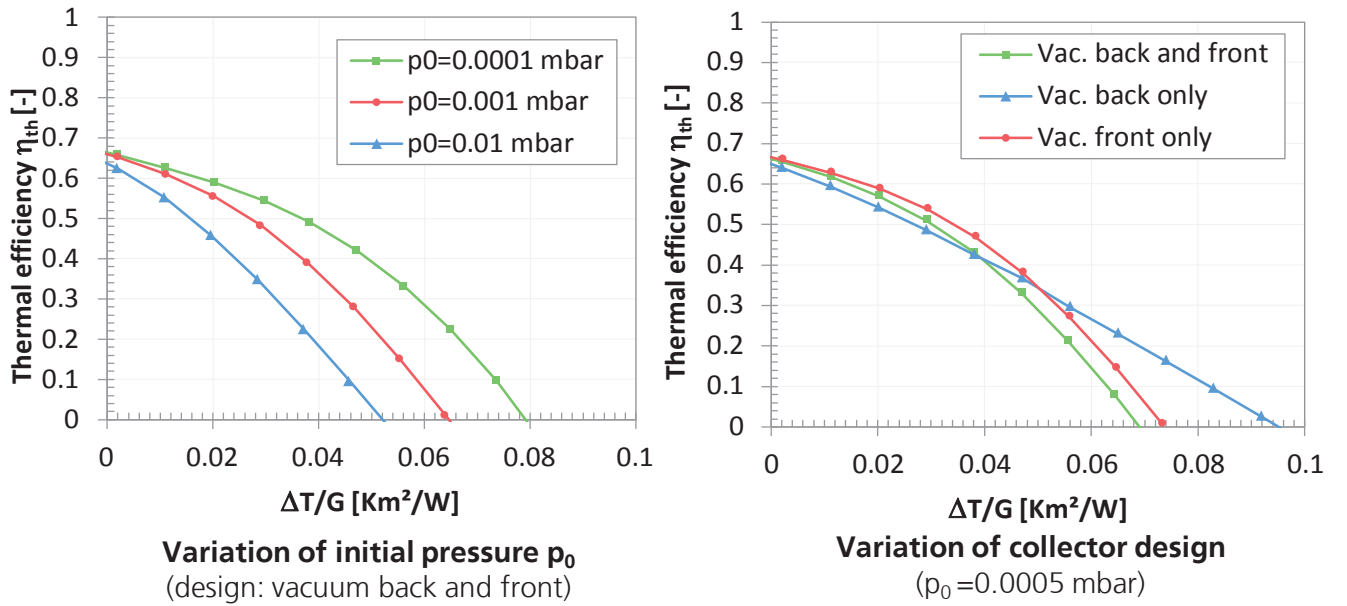 Thermal efficiency ηth [-]
1
0.9
0.8
0.7
0.6
0.5
0.4
0.3
0.2
0.1
0
p0=0.0001 mbar
p0=0.001 mbar
p0=0.01 mbar
0 0.02 0.04 0.06 0.08 0.1
ΔT/G [Km²/W]
Variation of initial pressure p₀
(design: vacuum back and front)
Thermal efficiency ηth [-]
1
0.9
0.8
0.7
0.6
0.5
0.4
0.3
0.2
0.1
0
Vac. back and front
Vac. back only
Vac. front only
0 0.02 0.04 0.06 0.08 0.1
ΔT/G [Km²/W]
Variation of collector design
(p₀ =0.0005 mbar)